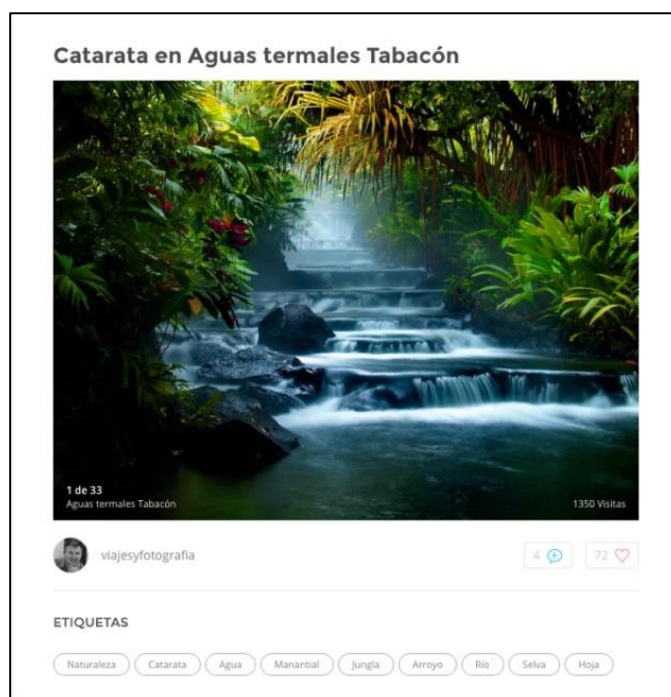 Catarata en Aguas termales Tabacón
1 de 33
Aguas termales Tabacón
1350 Visitas
viajesyfotografia
4
72
ETIQUETAS
Naturaleza Catarata Agua Manantial Jungla Arroyo Río Selva Hoja